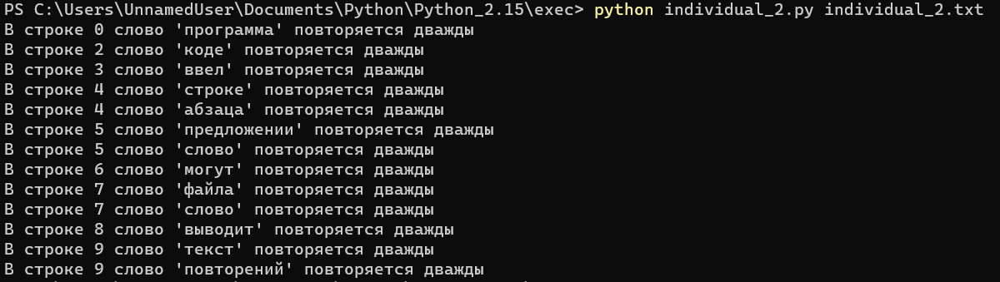 PS C:\Users\UnnamedUser\Documents\Python\Python_2.15\exec> python individual_2.py individual_2.txt
В строке 0 слово 'программа' повторяется дважды
В строке 2 слово 'коде' повторяется дважды
В строке 3 слово 'ввел' повторяется дважды
В строке 4 слово 'строке' повторяется дважды
В строке 4 слово 'абзаца' повторяется дважды
В строке 5 слово 'предложении' повторяется дважды
В строке 5 слово 'слово' повторяется дважды
В строке 6 слово 'могут' повторяется дважды
В строке 7 слово 'файла' повторяется дважды
В строке 7 слово 'слово' повторяется дважды
В строке 8 слово 'выводит' повторяется дважды
В строке 9 слово 'текст' повторяется дважды
В строке 9 слово 'повторений' повторяется дважды